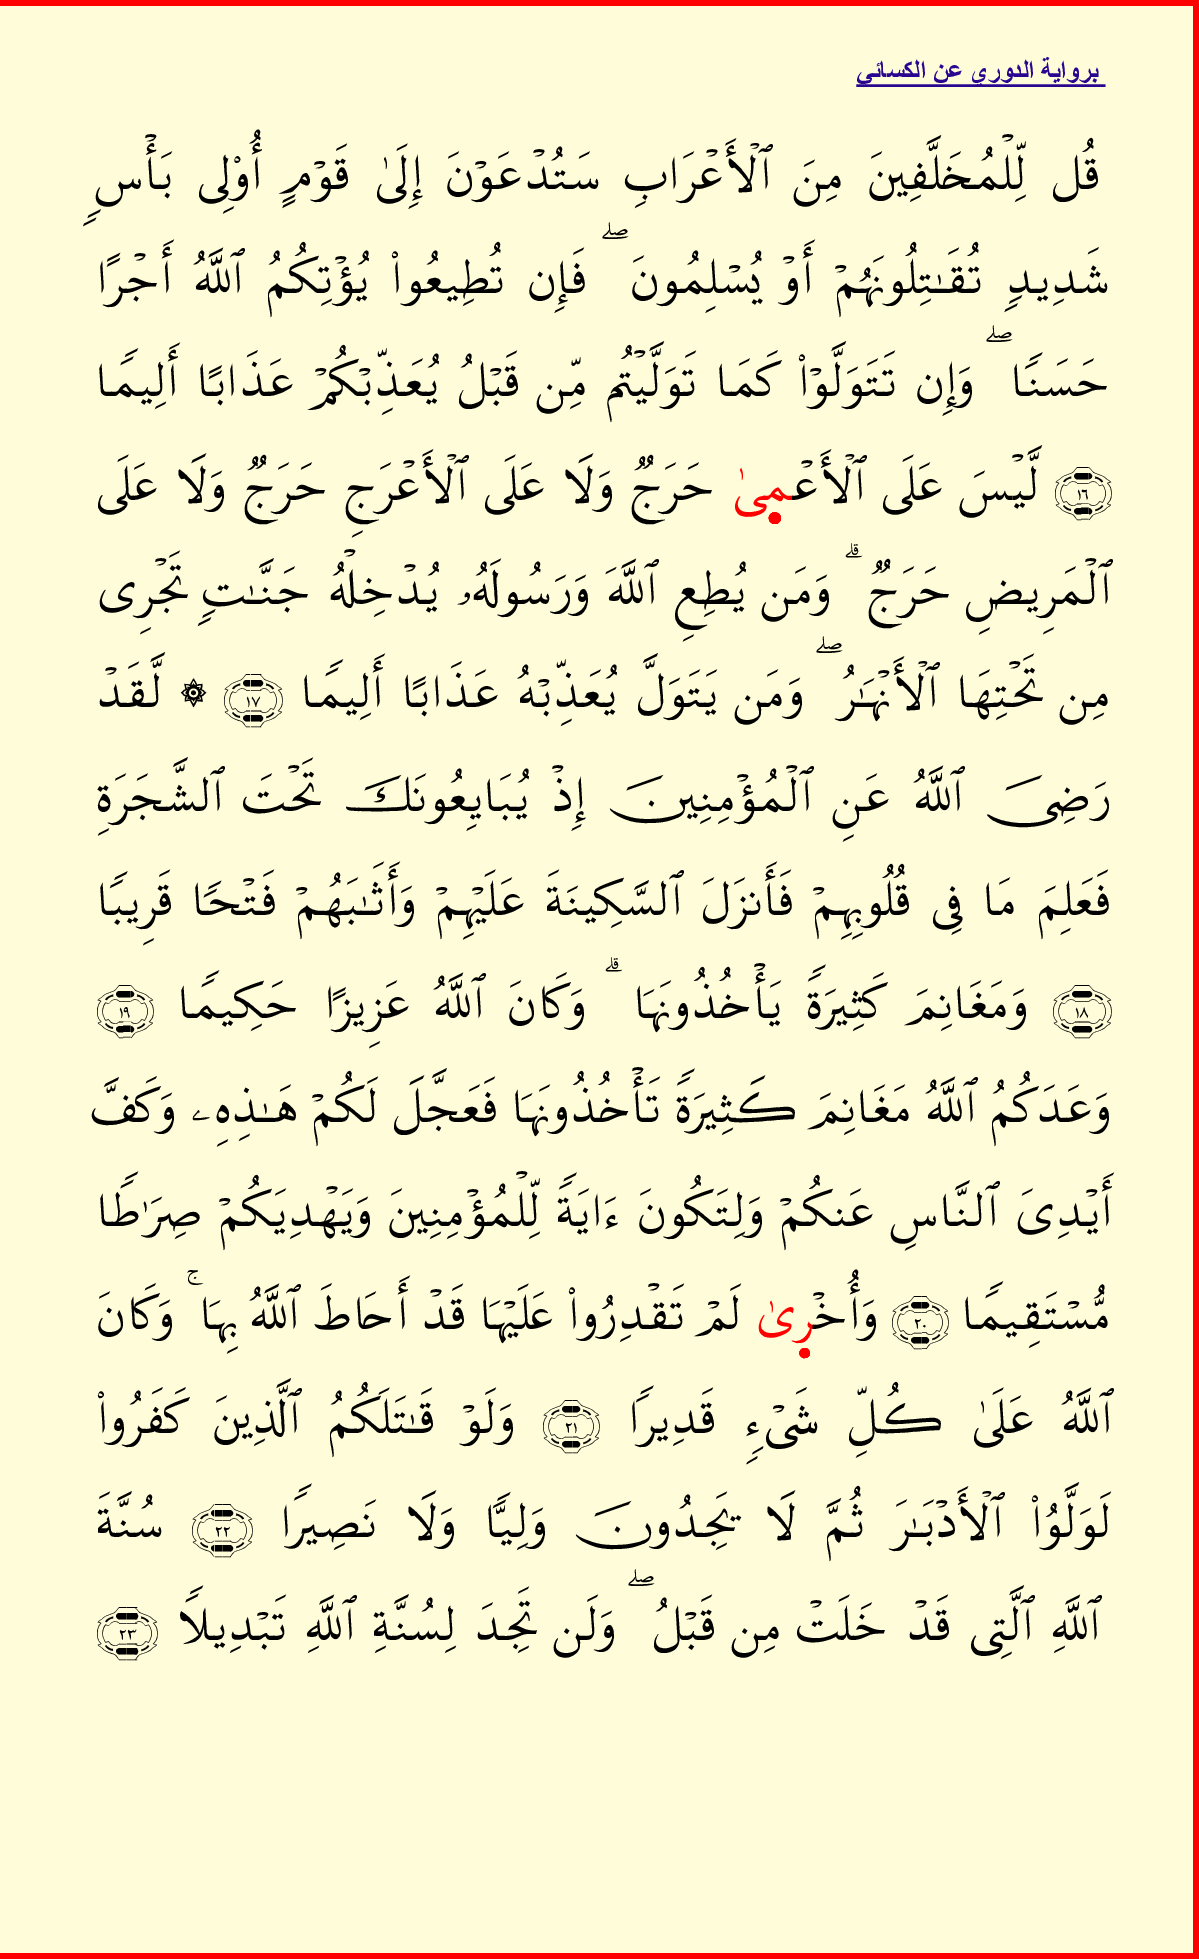 برواية الدوري عن الكسائي
قُل لِّلْمُخَلَّفِينَ مِنَ ٱلْأَعْرَابِ سَتُدْعَوْنَ إِلَىٰ قَوْمٍ أُوْلِى بَأْسٍ
شَدِيدٍ تُقَـٰتِلُونَهُمْ أَوْ يُسْلِمُونَ ۖ فَإِن تُطِيعُوا۟ يُؤْتِكُمُ ٱللَّهُ أَجْرًا
حَسَنًا ۖ وَإِن تَتَوَلَّوْا۟ كَمَا تَوَلَّيْتُم مِّن قَبْلُ يُعَذِّبْكُمْ عَذَابًا أَلِيمًا
١٦ لَّيْسَ عَلَى ٱلْأَعْمِىٰ حَرَجٌ وَلَا عَلَى ٱلْأَعْرَجِ حَرَجٌ وَلَا عَلَى
ٱلْمَرِيضِ حَرَجٌ ۗ وَمَن يُطِعِ ٱللَّهَ وَرَسُولَهُۥ يُدْخِلْهُ جَنَّـٰتٍ تَجْرِى
مِن تَحْتِهَا ٱلْأَنْهَـٰرُ ۖ وَمَن يَتَوَلَّ يُعَذِّبْهُ عَذَابًا أَلِيمًا ١٧ ۞ لَّقَدْ
رَضِىَ ٱللَّهُ عَنِ ٱلْمُؤْمِنِينَ إِذْ يُبَايِعُونَكَ تَحْتَ ٱلشَّجَرَةِ
فَعَلِمَ مَا فِى قُلُوبِهِمْ فَأَنزَلَ ٱلسَّكِينَةَ عَلَيْهِمْ وَأَثَـٰبَهُمْ فَتْحًا قَرِيبًا
١٨ وَمَغَانِمَ كَثِيرَةً يَأْخُذُونَهَا ۗ وَكَانَ ٱللَّهُ عَزِيزًا حَكِيمًا ١٩
وَعَدَكُمُ ٱللَّهُ مَغَانِمَ كَثِيرَةً تَأْخُذُونَهَا فَعَجَّلَ لَكُمْ هَـٰذِهِۦ وَكَفَّ
أَيْدِىَ ٱلنَّاسِ عَنكُمْ وَلِتَكُونَ ءَايَةً لِّلْمُؤْمِنِينَ وَيَهْدِيَكُمْ صِرَٰطًا
مُّسْتَقِيمًا ٢٠ وَأُخْرِىٰ لَمْ تَقْدِرُوا۟ عَلَيْهَا قَدْ أَحَاطَ ٱللَّهُ بِهَا ۚ وَكَانَ
ٱللَّهُ عَلَىٰ كُلِّ شَىْءٍ قَدِيرًا ٢١ وَلَوْ قَـٰتَلَكُمُ ٱلَّذِينَ كَفَرُوا۟
لَوَلَّوُا۟ ٱلْأَدْبَـٰرَ ثُمَّ لَا يَجِدُونَ وَلِيًّا وَلَا نَصِيرًا ٢٢ سُنَّةَ
ٱللَّهِ ٱلَّتِى قَدْ خَلَتْ مِن قَبْلُ ۖ وَلَن تَجِدَ لِسُنَّةِ ٱللَّهِ تَبْدِيلًا ٢٣